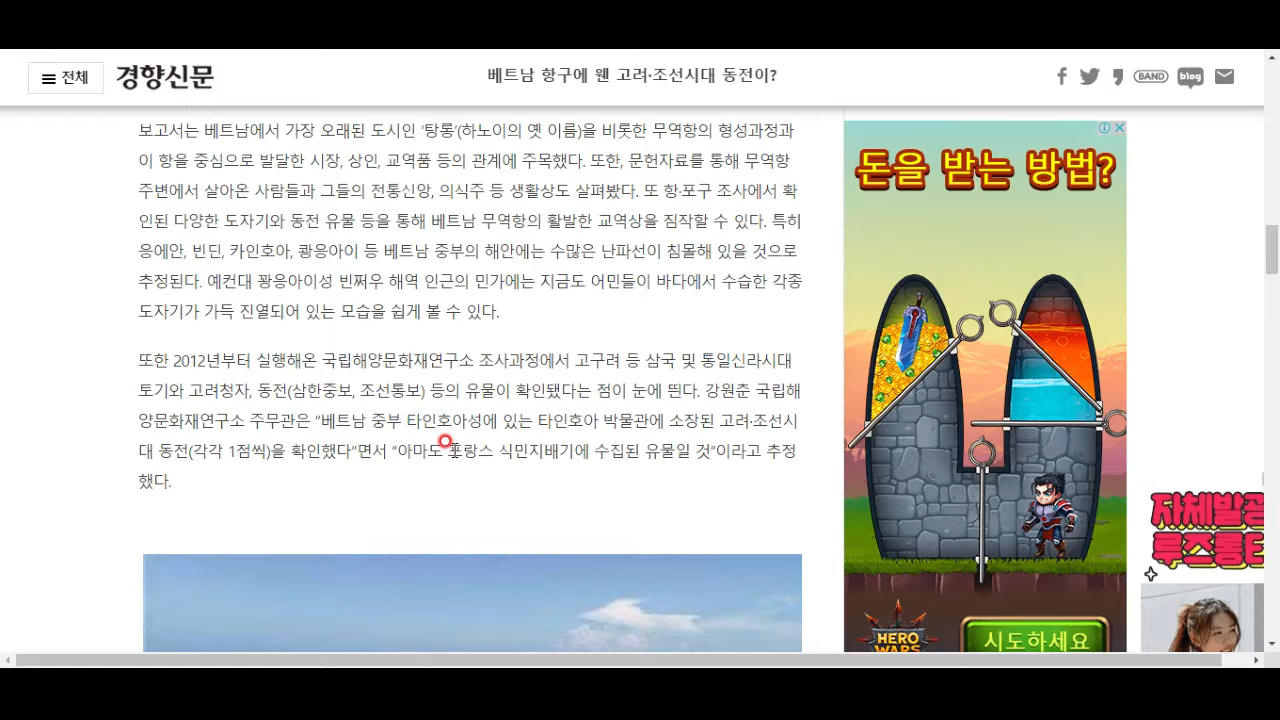 전체
경향신문
베트남 항구에 웬 고려·조선시대 동전이?
BAND
blog
보고서는 베트남에서 가장 오래된 도시인 ‘탕롱’(하노이의 옛 이름)을 비롯한 무역항의 형성과정과
이 항을 중심으로 발달한 시장, 상인, 교역품 등의 관계에 주목했다. 또한, 문헌자료를 통해 무역항
주변에서 살아온 사람들과 그들의 전통신앙, 의식주 등 생활상도 살펴봤다. 또 항·포구 조사에서 확
인된 다양한 도자기와 동전 유물 등을 통해 베트남 무역항의 활발한 교역상을 짐작할 수 있다. 특히
응에안, 빈딘, 카인호아, 꽝응아이 등 베트남 중부의 해안에는 수많은 난파선이 침몰해 있을 것으로
추정된다. 예컨대 꽝응아이성 빈쩌우 해역 인근의 민가에는 지금도 어민들이 바다에서 수습한 각종
도자기가 가득 진열되어 있는 모습을 쉽게 볼 수 있다.
또한 2012년부터 실행해온 국립해양문화재연구소 조사과정에서 고구려 등 삼국 및 통일신라시대
토기와 고려청자, 동전(삼한중보, 조선통보) 등의 유물이 확인됐다는 점이 눈에 띈다. 강원춘 국립해
양문화재연구소 주무관은 “베트남 중부 타인호아성에 있는 타인호아 박물관에 소장된 고려·조선시
대 동전(각각 1점씩)을 확인했다”면서 “아마도 프랑스 식민지배기에 수집된 유물일 것”이라고 추정
했다.
돈을 받는 방법?
HERO
WARS
시도하세요
자체발광
루즈롱티